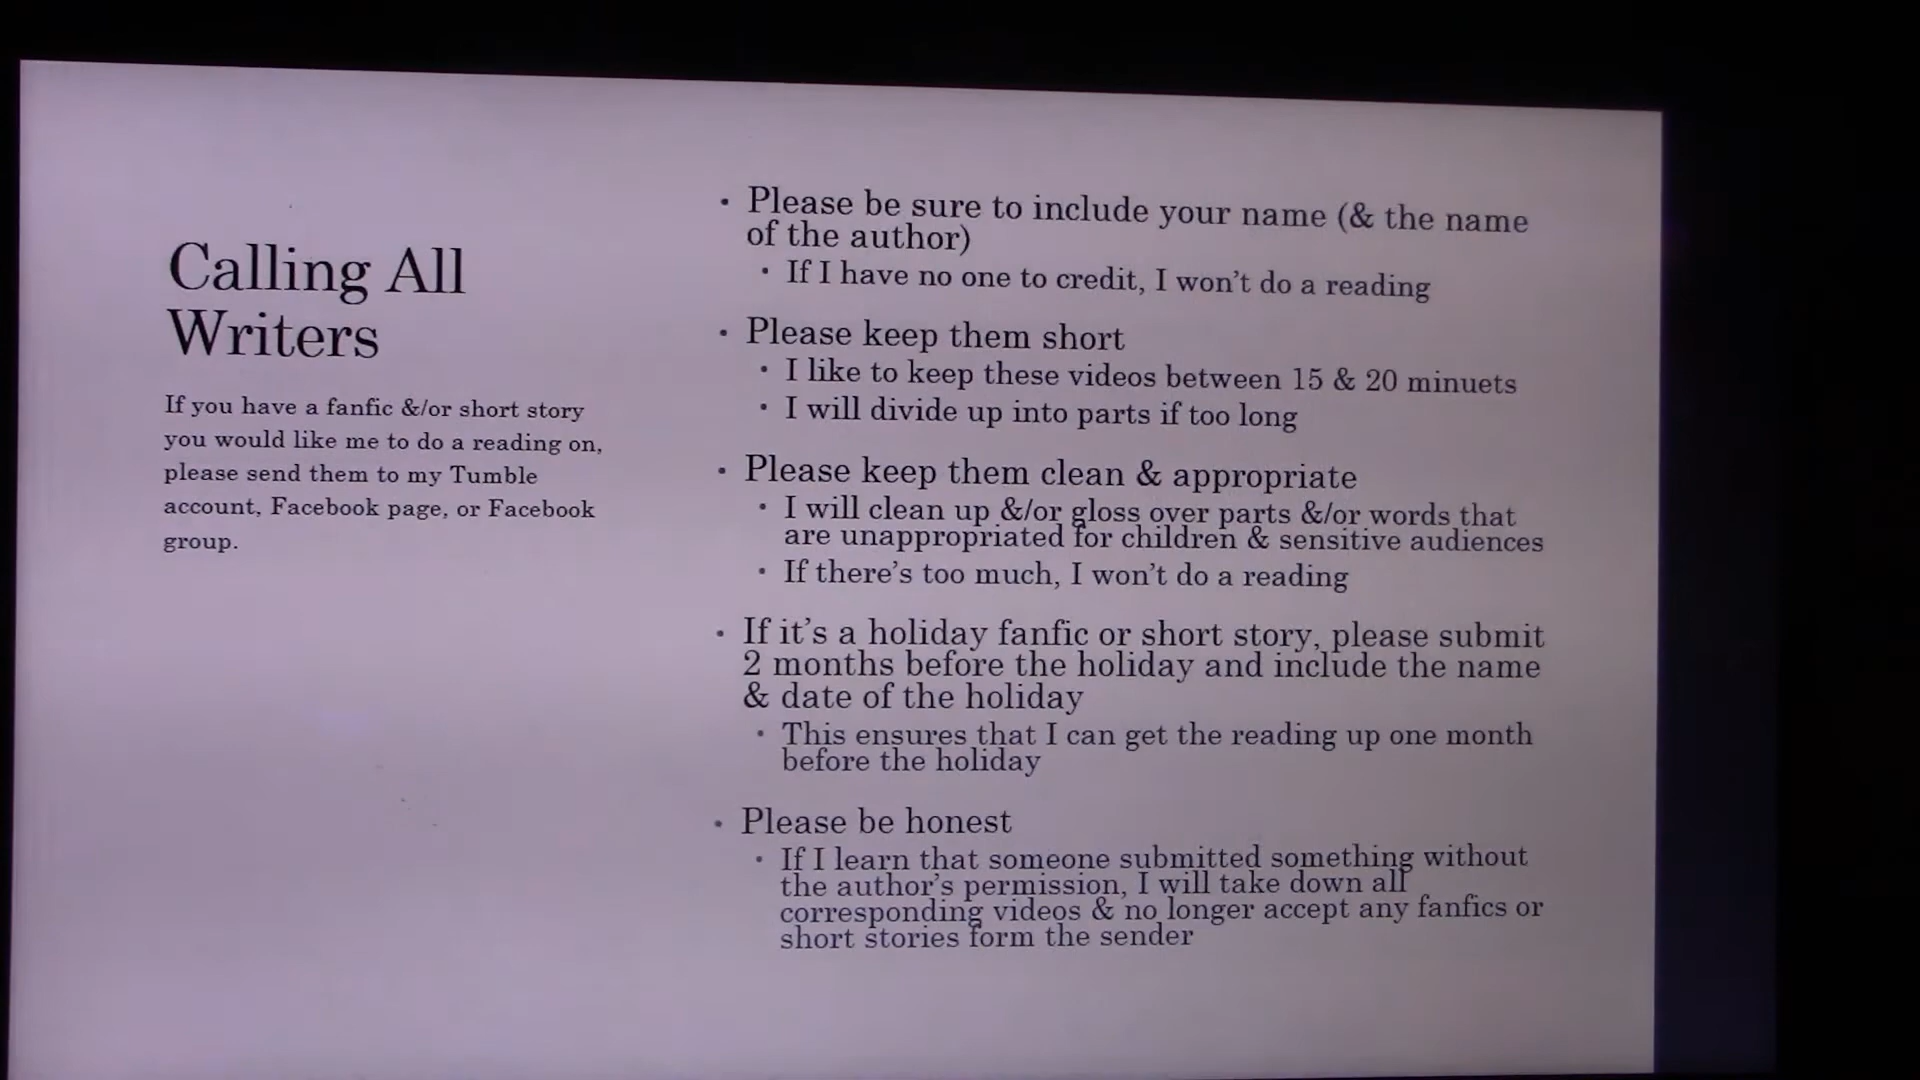 Calling All
Writers
If you have a fanfic &/or short story
you would like me to do a reading on,
please send them to my Tumble
account, Facebook page, or Facebook
group.
• Please be sure to include your name (& the name
of the author)
• If I have no one to credit, I won't do a reading
• Please keep them short
• I like to keep these videos between 15 & 20 minuets
• I will divide up into parts if too long
• Please keep them clean & appropriate
• I will clean up &/or gloss over parts &/or words that
are unappropriated for children & sensitive audiences
• If there's too much, I won't do a reading
• If it's a holiday fanfic or short story, please submit
2 months before the holiday and include the name
& date of the holiday
• This ensures that I can get the reading up one month
before the holiday
• Please be honest
• If I learn that someone submitted something without
the author's permission, I will take down all
corresponding videos & no longer accept any fanfics or
short stories form the sender